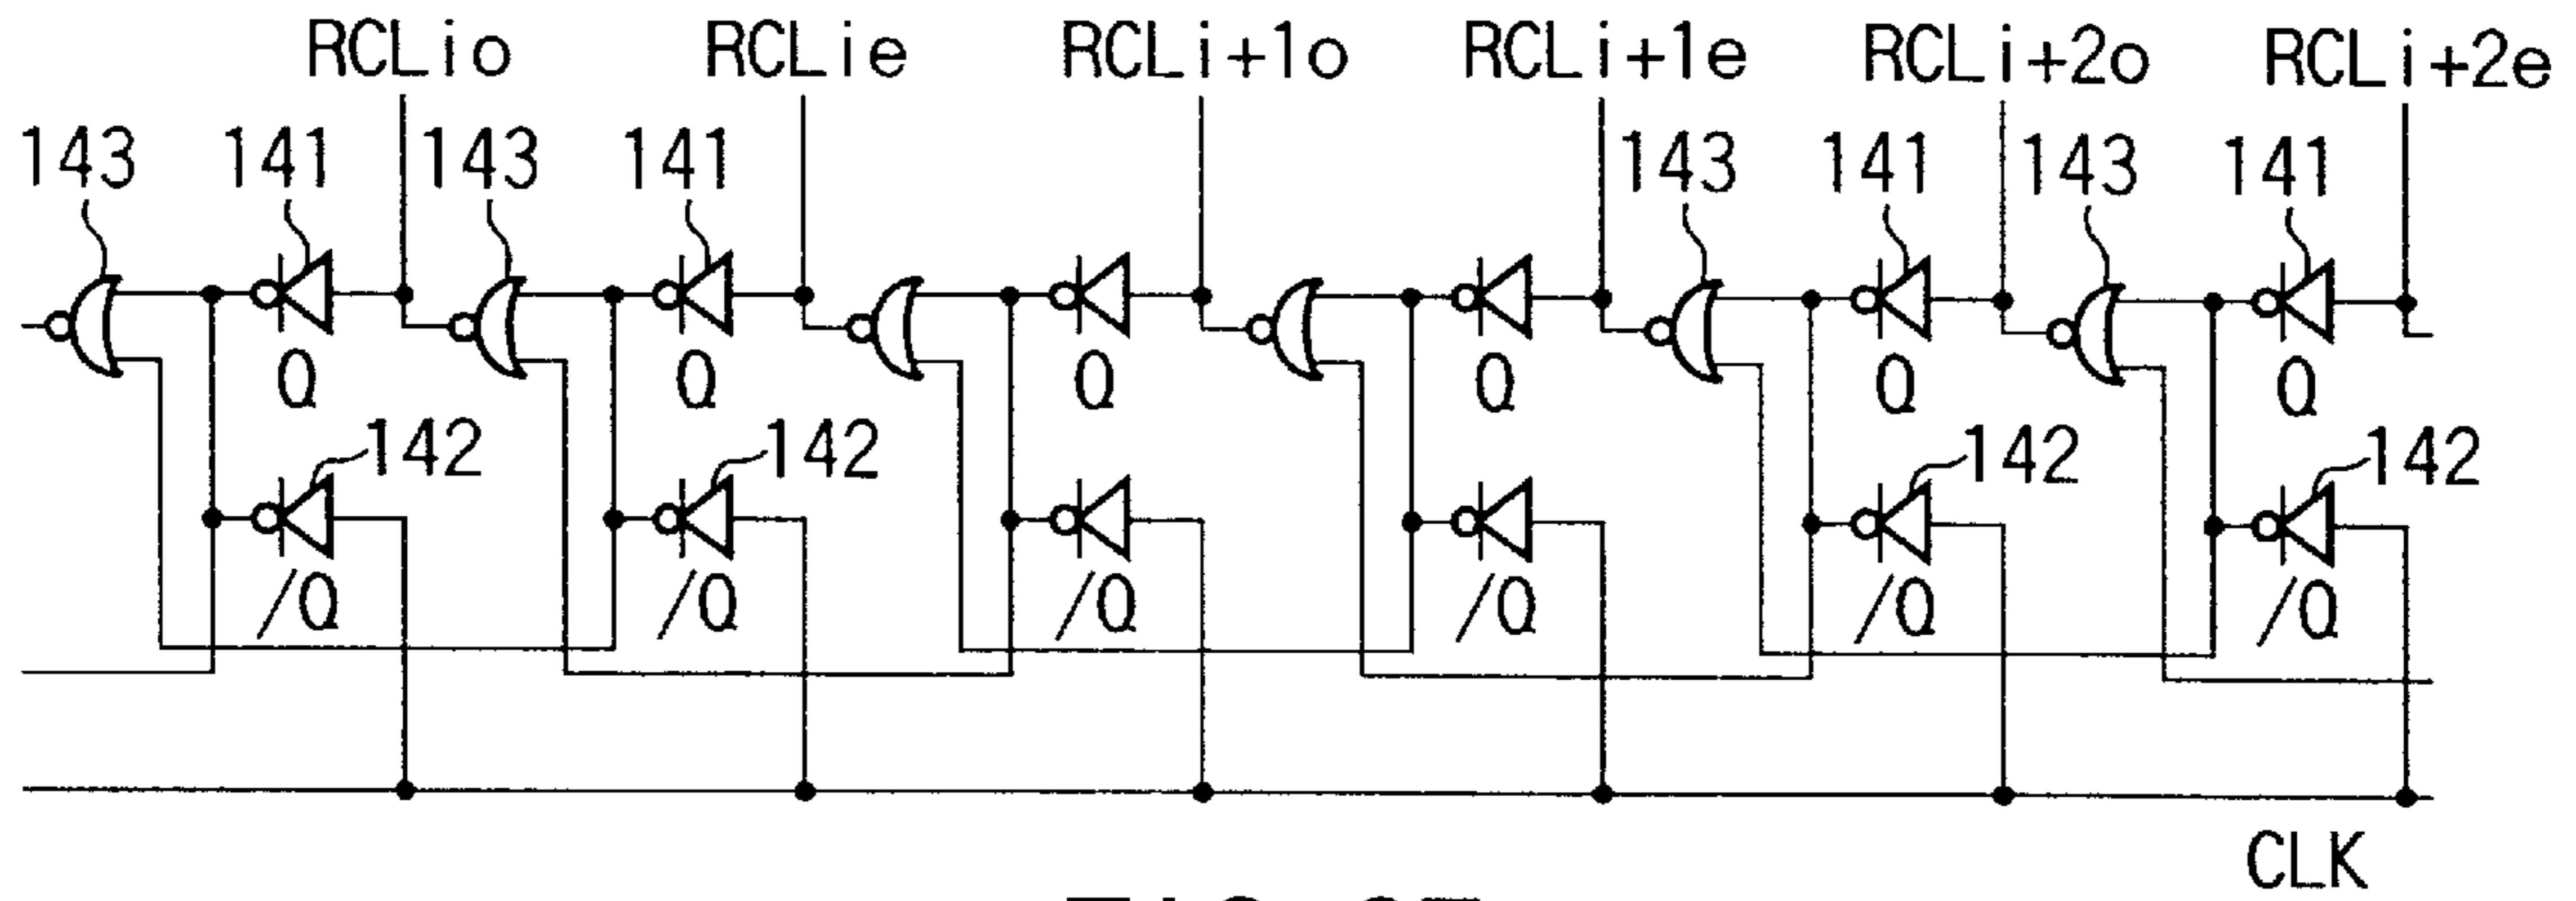 RCLio RCLie RCLi+1o RCLi+1e RCLi+2o RCLi+2e
143 141 143 141 143 141 143 141
Q Q Q Q Q Q
142 142 142 142
/Q /Q /Q /Q /Q /Q
CLK